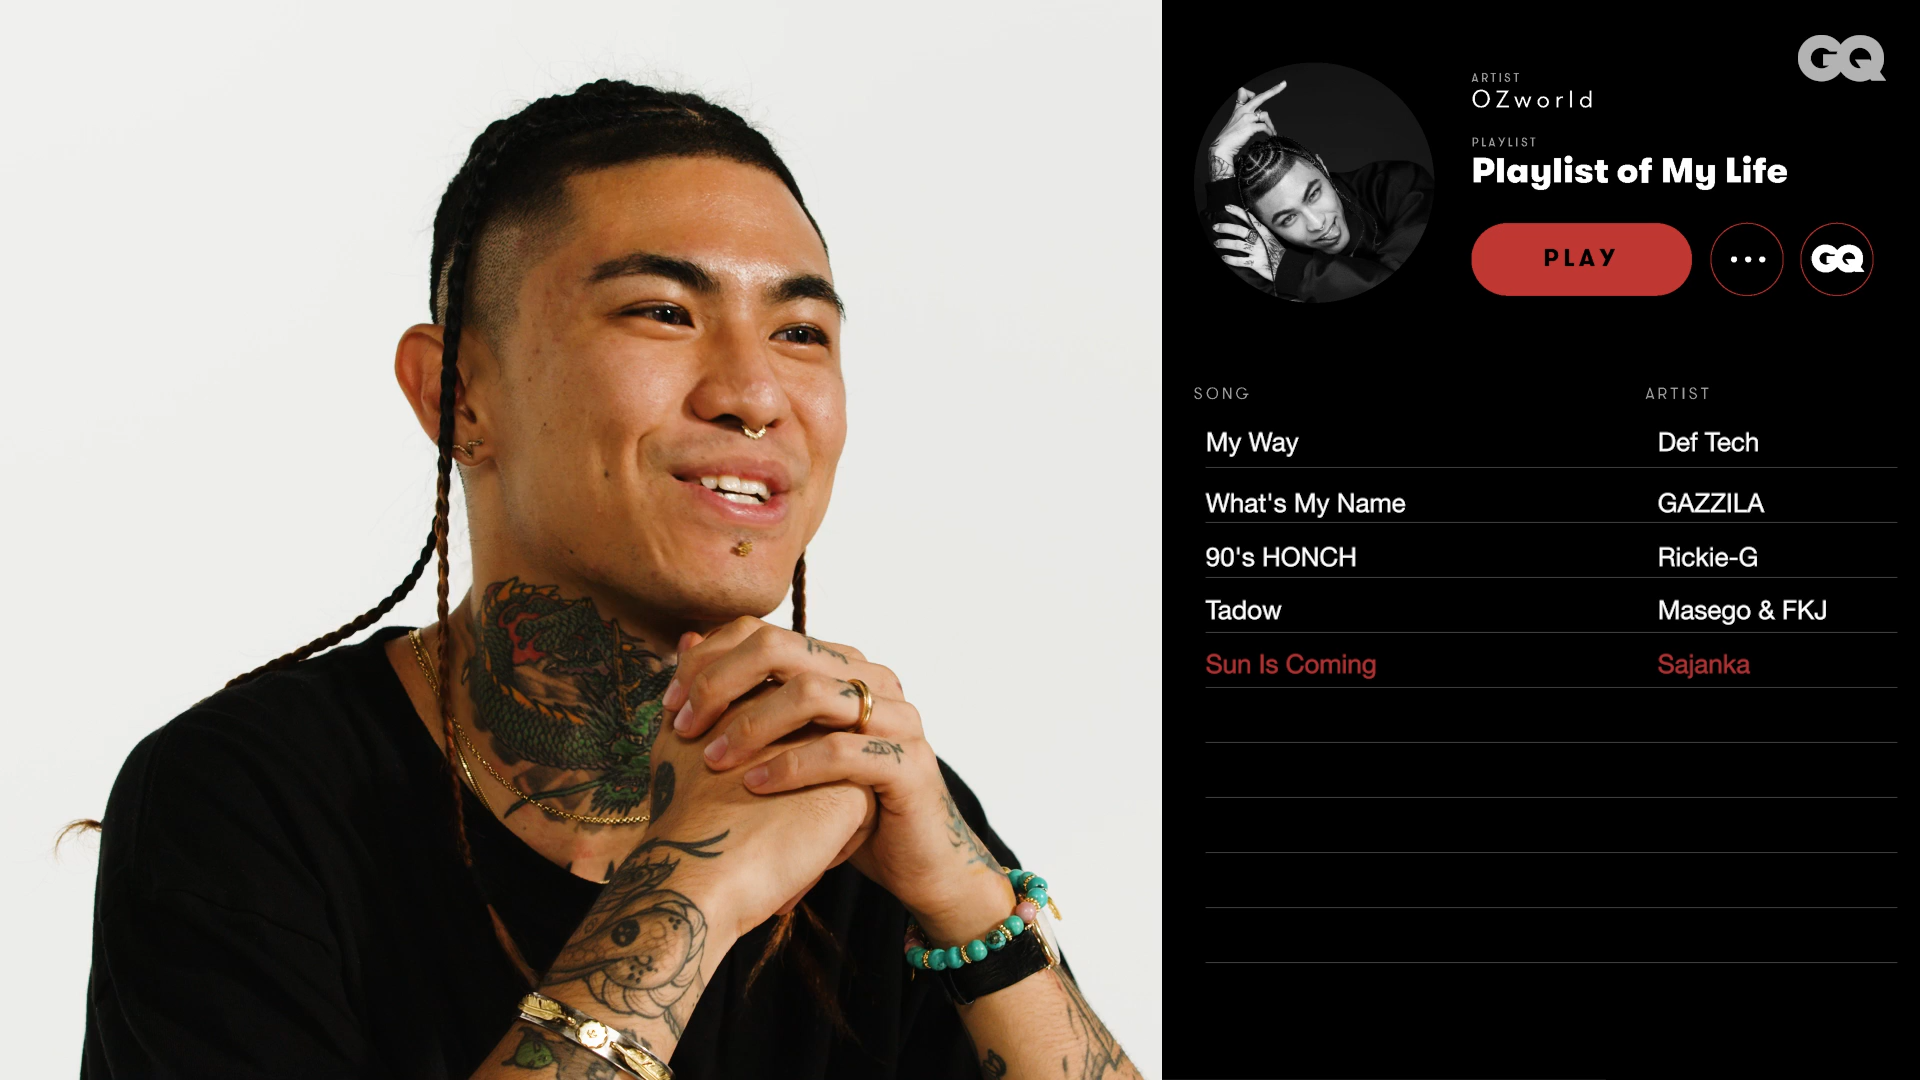 GQ
ARTIST
OZworld
PLAYLIST
Playlist of My Life
PLAY
GQ
SONG ARTIST
My Way Def Tech
What's My Name GAZZILA
90's HONCH Rickie-G
Tadow Masego & FKJ
Sun Is Coming Sajanka